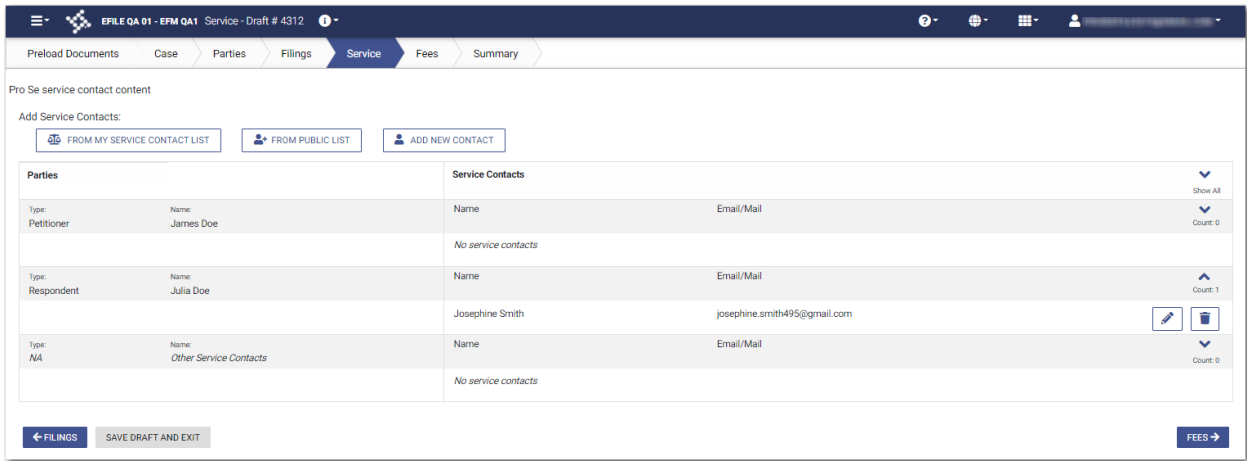 EFILE QA 01 - EFM QA1 Service - Draft # 4312
Preload Documents Case Parties Filings Service Fees Summary
Pro Se service contact content
Add Service Contacts:
FROM MY SERVICE CONTACT LIST FROM PUBLIC LIST ADD NEW CONTACT
Parties Service Contacts
Show All
Type: Name: Name Email/Mail
Petitioner James Doe Count: 0
No service contacts
Type: Name: Name Email/Mail
Respondent Julia Doe Count: 1
Josephine Smith josephine.smith495@gmail.com
Type: Name: Name Email/Mail
NA Other Service Contacts Count: 0
No service contacts
FILINGS SAVE DRAFT AND EXIT FEES